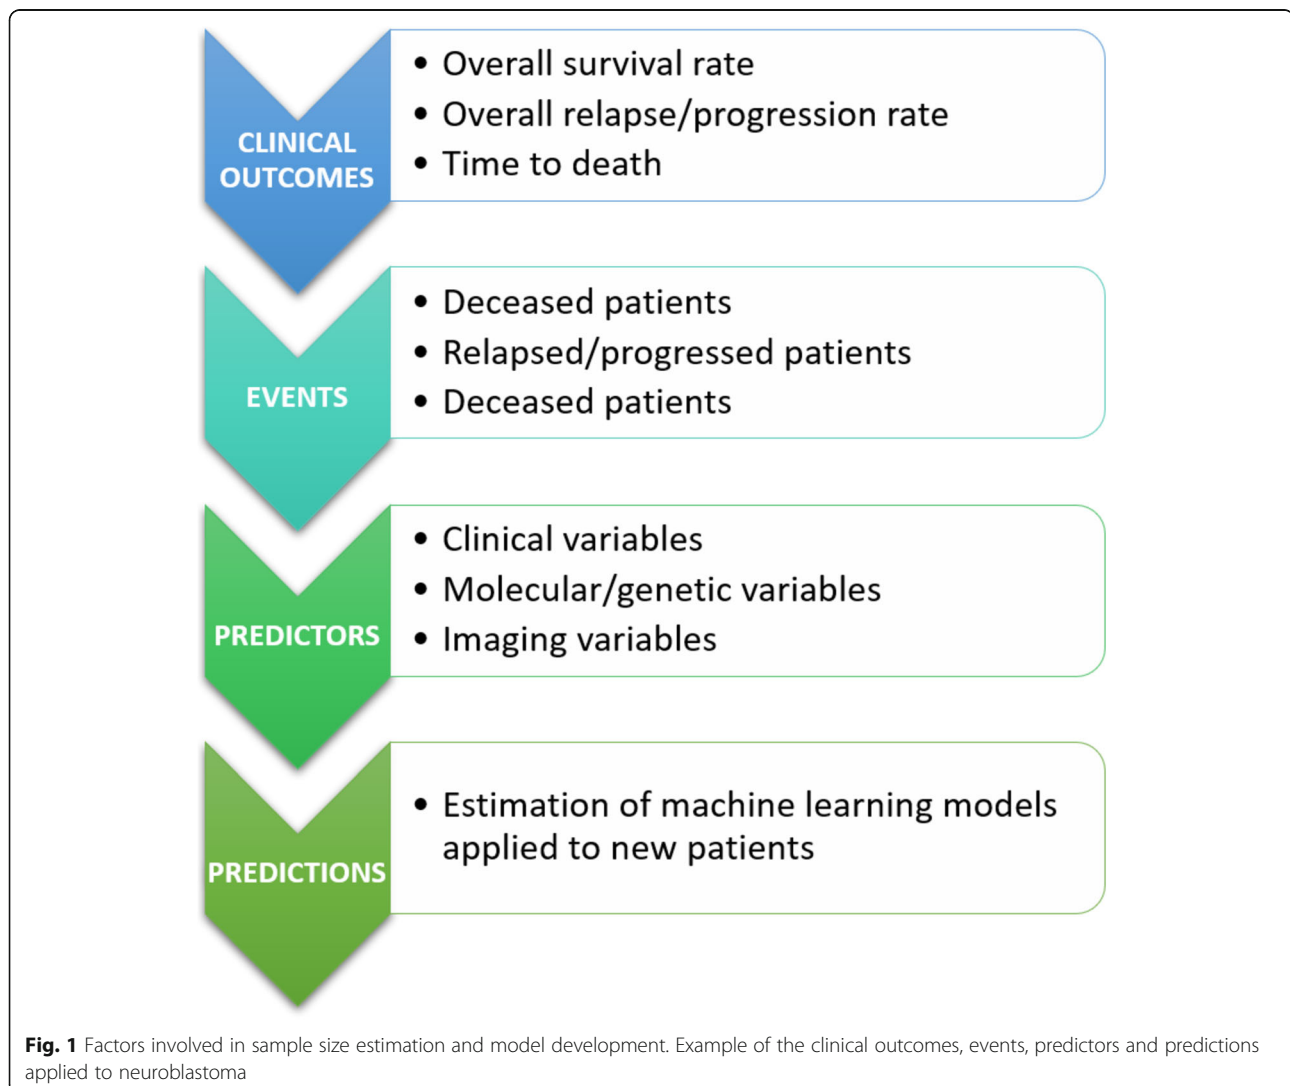 CLINICAL
OUTCOMES
• Overall survival rate
• Overall relapse/progression rate
• Time to death
EVENTS
• Deceased patients
• Relapsed/progressed patients
• Deceased patients
PREDICTORS
• Clinical variables
• Molecular/genetic variables
• Imaging variables
PREDICTIONS
• Estimation of machine learning models
applied to new patients
Fig. 1 Factors involved in sample size estimation and model development. Example of the clinical outcomes, events, predictors and predictions
applied to neuroblastoma